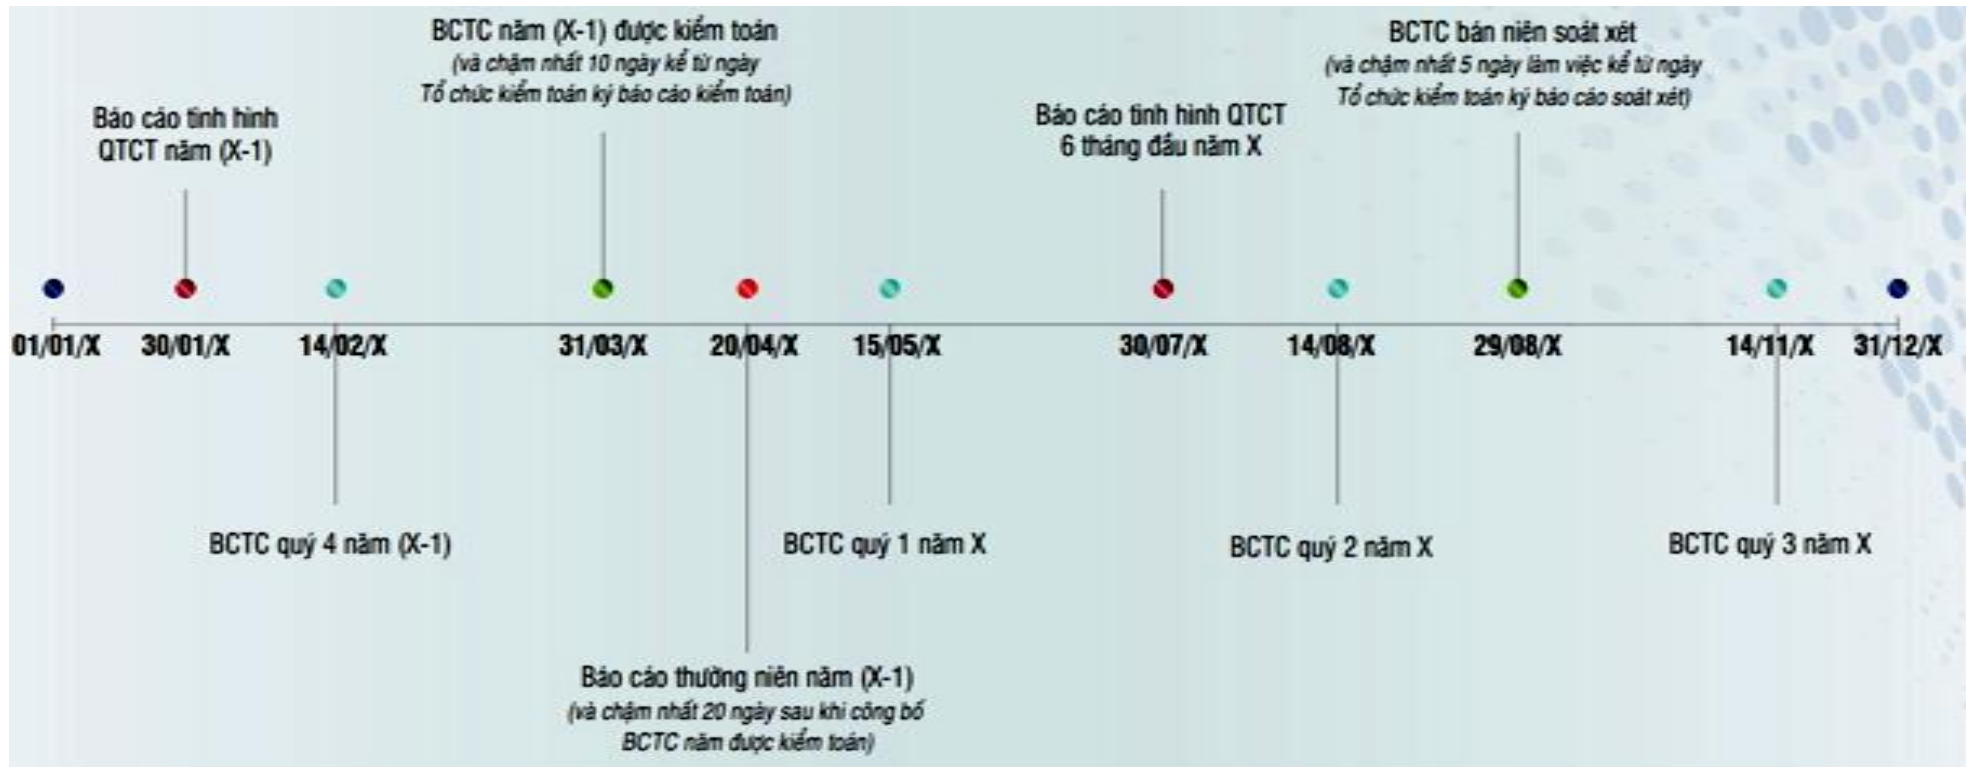 BCTC năm (X-1) được kiểm toán
(và chậm nhất 10 ngày kể từ ngày
Tổ chức kiểm toán ký báo cáo kiểm toán)
BCTC bán niên soát xét
(và chậm nhất 5 ngày làm việc kể từ ngày
Tổ chức kiểm toán ký báo cáo soát xét)
Báo cáo tình hình
QTCT năm (X-1)
Báo cáo tình hình QTCT
6 tháng đầu năm X
01/01/X
30/01/X
14/02/X
31/03/X
20/04/X
15/05/X
30/07/X
14/08/X
29/08/X
14/11/X
31/12/X
BCTC quý 4 năm (X-1)
BCTC quý 1 năm X
BCTC quý 2 năm X
BCTC quý 3 năm X
Báo cáo thường niên năm (X-1)
(và chậm nhất 20 ngày sau khi công bố
BCTC năm được kiểm toán)